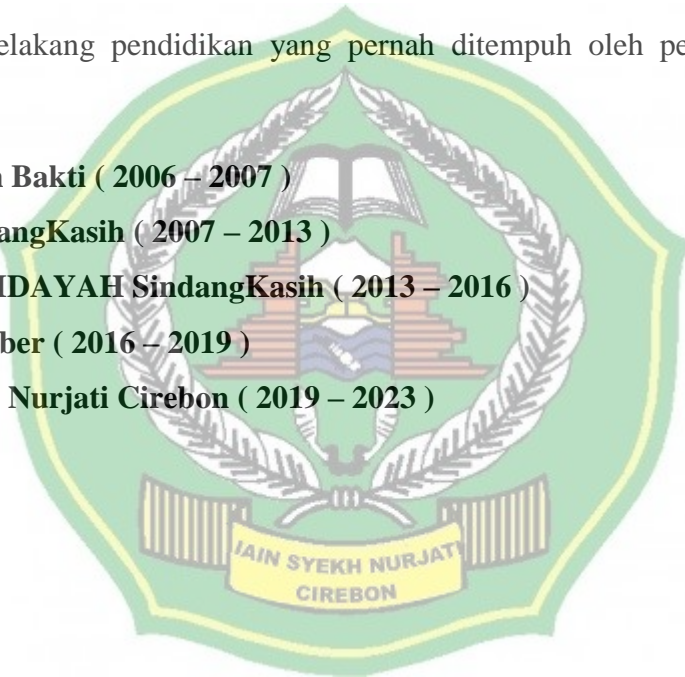 elakang pendidikan yang pernah ditempuh oleh pe
Bakti ( 2006 – 2007 )
angKasih ( 2007 – 2013 )
IDAYAH SindangKasih ( 2013 – 2016 )
ber ( 2016 – 2019 )
Nurjati Cirebon ( 2019 – 2023 )
IAIN SYEKH NURJATI
CIREBON